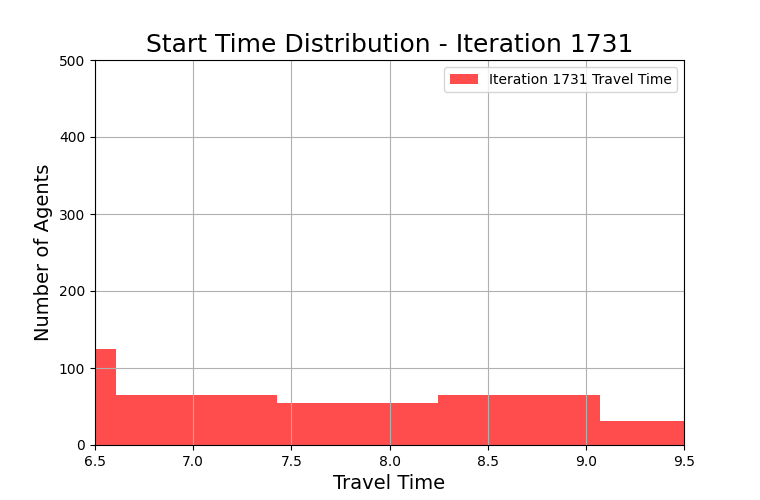 Start Time Distribution - Iteration 1731
Iteration 1731 Travel Time
Number of Agents
500
400
300
200
100
0
6.5 7.0 7.5 8.0 8.5 9.0 9.5
Travel Time